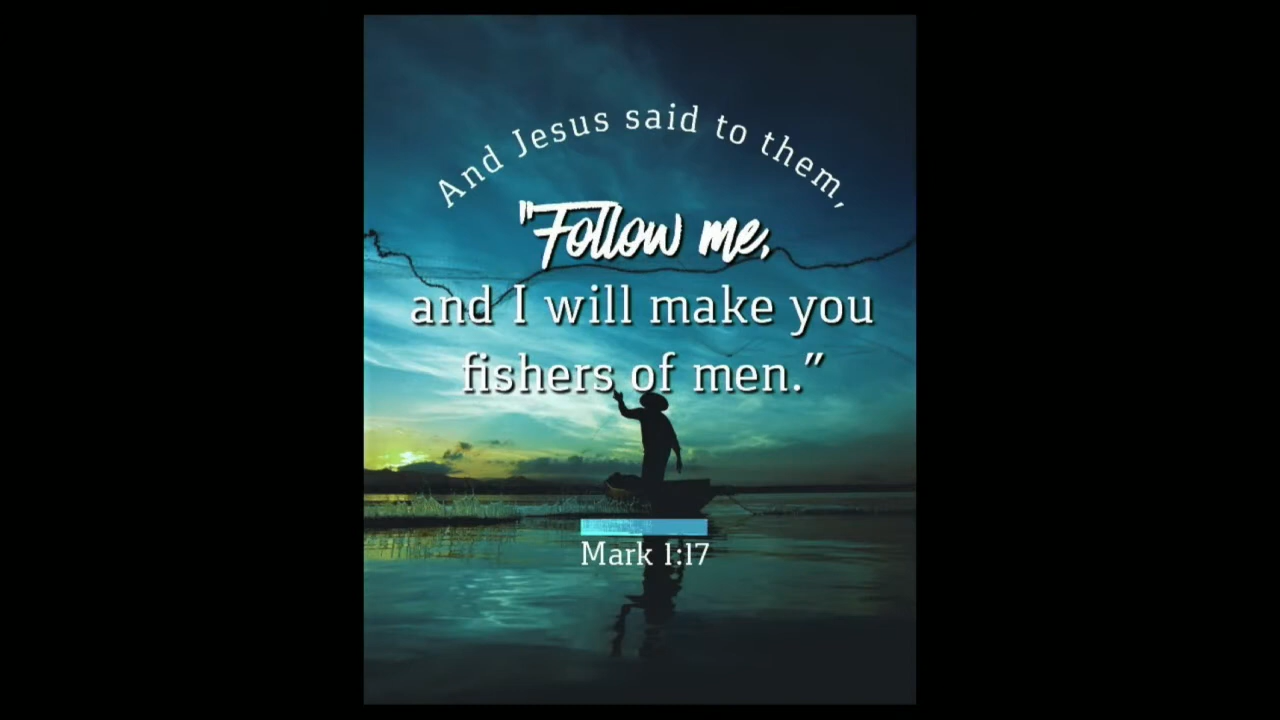 And Jesus said to them,
"Follow me,
and I will make you
fishers of men.”
Mark 1:17